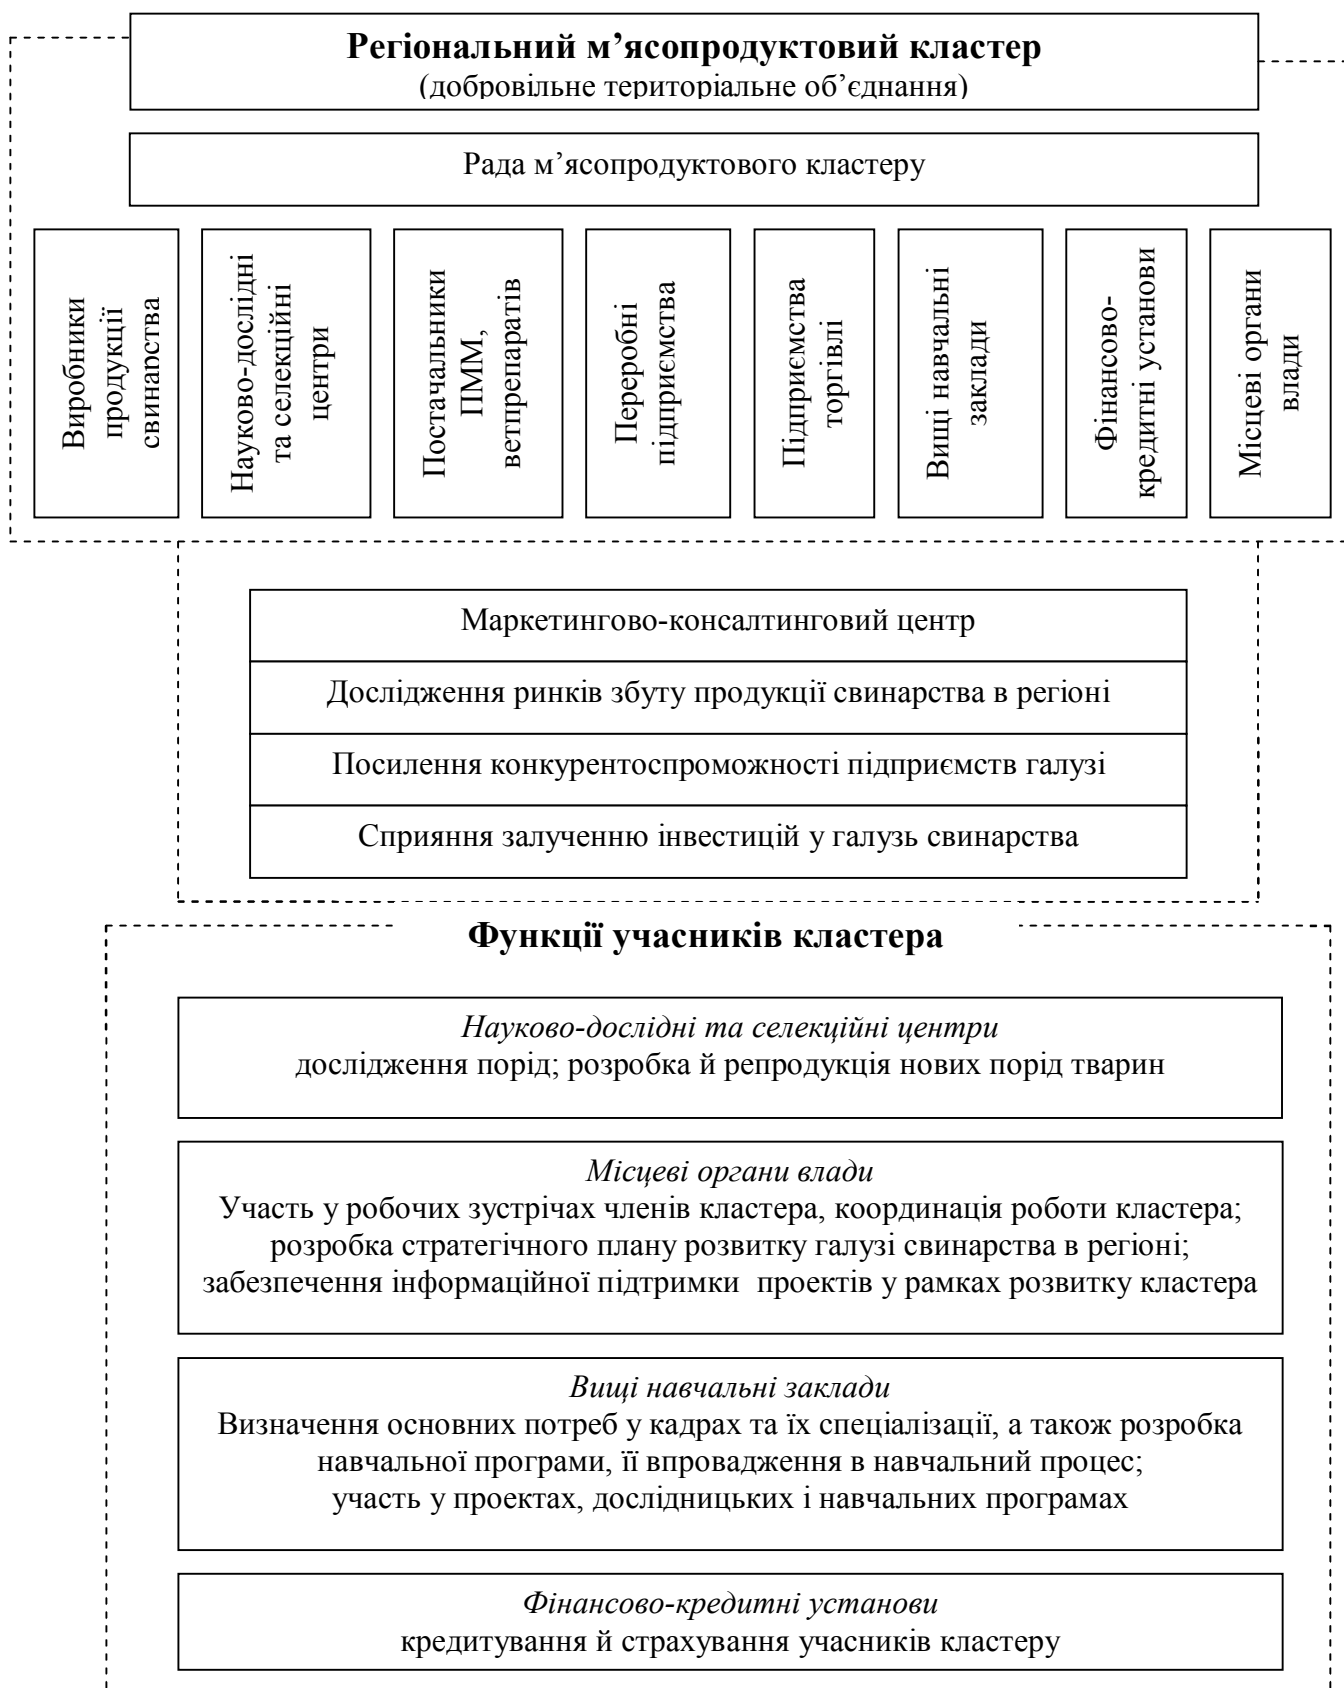 Регіональний м’ясопродуктовий кластер
(добровільне територіальне об’єднання)
Рада м’ясопродуктового кластеру
Виробники
продукції
свинарства
Науково-дослідні
та селекційні
центри
Постачальники
ПММ,
ветпрепаратів
Переробні
підприємства
Підприємства
торгівлі
Вищі навчальні
заклади
Фінансово-
кредитні установи
Місцеві органи
влади
Маркетингово-консалтинговий центр
Дослідження ринків збуту продукції свинарства в регіоні
Посилення конкурентоспроможності підприємств галузі
Сприяння залученню інвестицій у галузь свинарства
Функції учасників кластера
Науково-дослідні та селекційні центри
дослідження порід; розробка й репродукція нових порід тварин
Місцеві органи влади
Участь у робочих зустрічах членів кластера, координація роботи кластера;
розробка стратегічного плану розвитку галузі свинарства в регіоні;
забезпечення інформаційної підтримки  проектів у рамках розвитку кластера
Вищі навчальні заклади
Визначення основних потреб у кадрах та їх спеціалізації, а також розробка
навчальної програми, її впровадження в навчальний процес;
участь у проектах, дослідницьких і навчальних програмах
Фінансово-кредитні установи
кредитування й страхування учасників кластеру